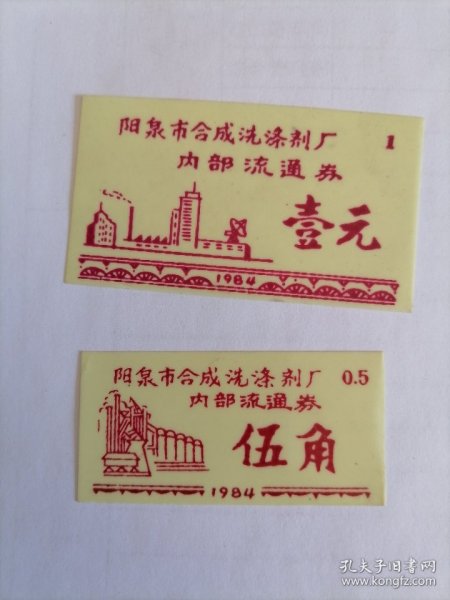 阳泉市合成洗涤剂厂 1
内部流通券
壹元
1984
阳泉市合成洗涤剂厂 0.5
内部流通券
伍角
1984
孔夫子旧书网
www.kongfz.com